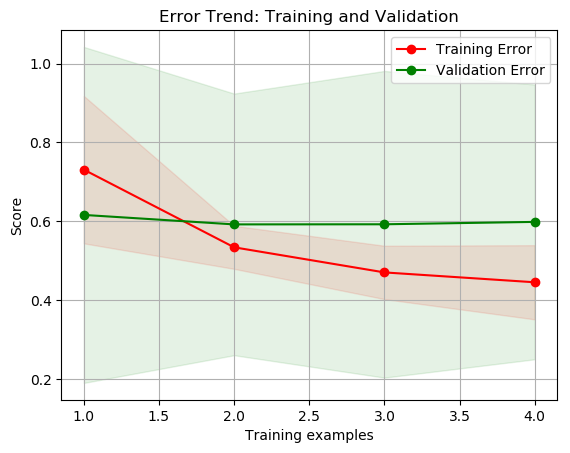 Error Trend: Training and Validation
Training Error
Validation Error
Score
1.0
0.8
0.6
0.4
0.2
1.0 1.5 2.0 2.5 3.0 3.5 4.0
Training examples